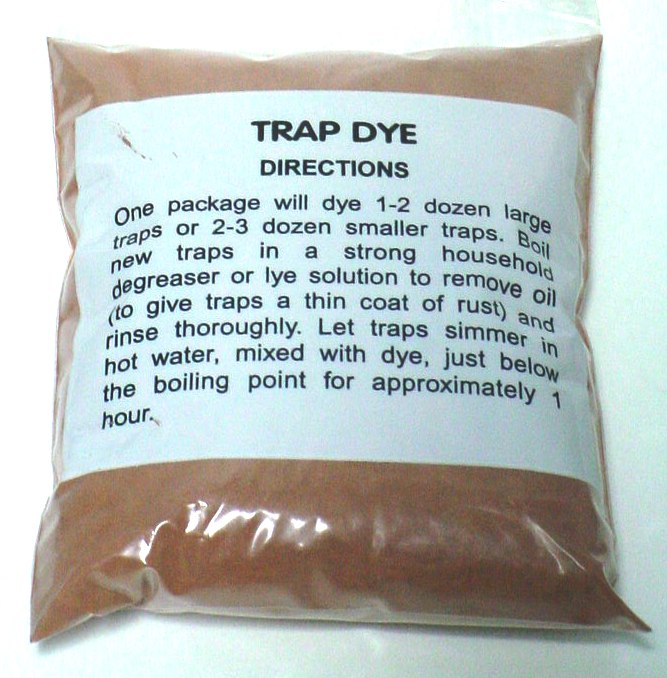 TRAP DYE
DIRECTIONS
One package will dye 1-2 dozen large
traps or 2-3 dozen smaller traps. Boil
new traps in a strong household
degreaser or lye solution to remove oil
(to give traps a thin coat of rust) and
rinse thoroughly. Let traps simmer in
hot water, mixed with dye, just below
the boiling point for approximately 1
hour.